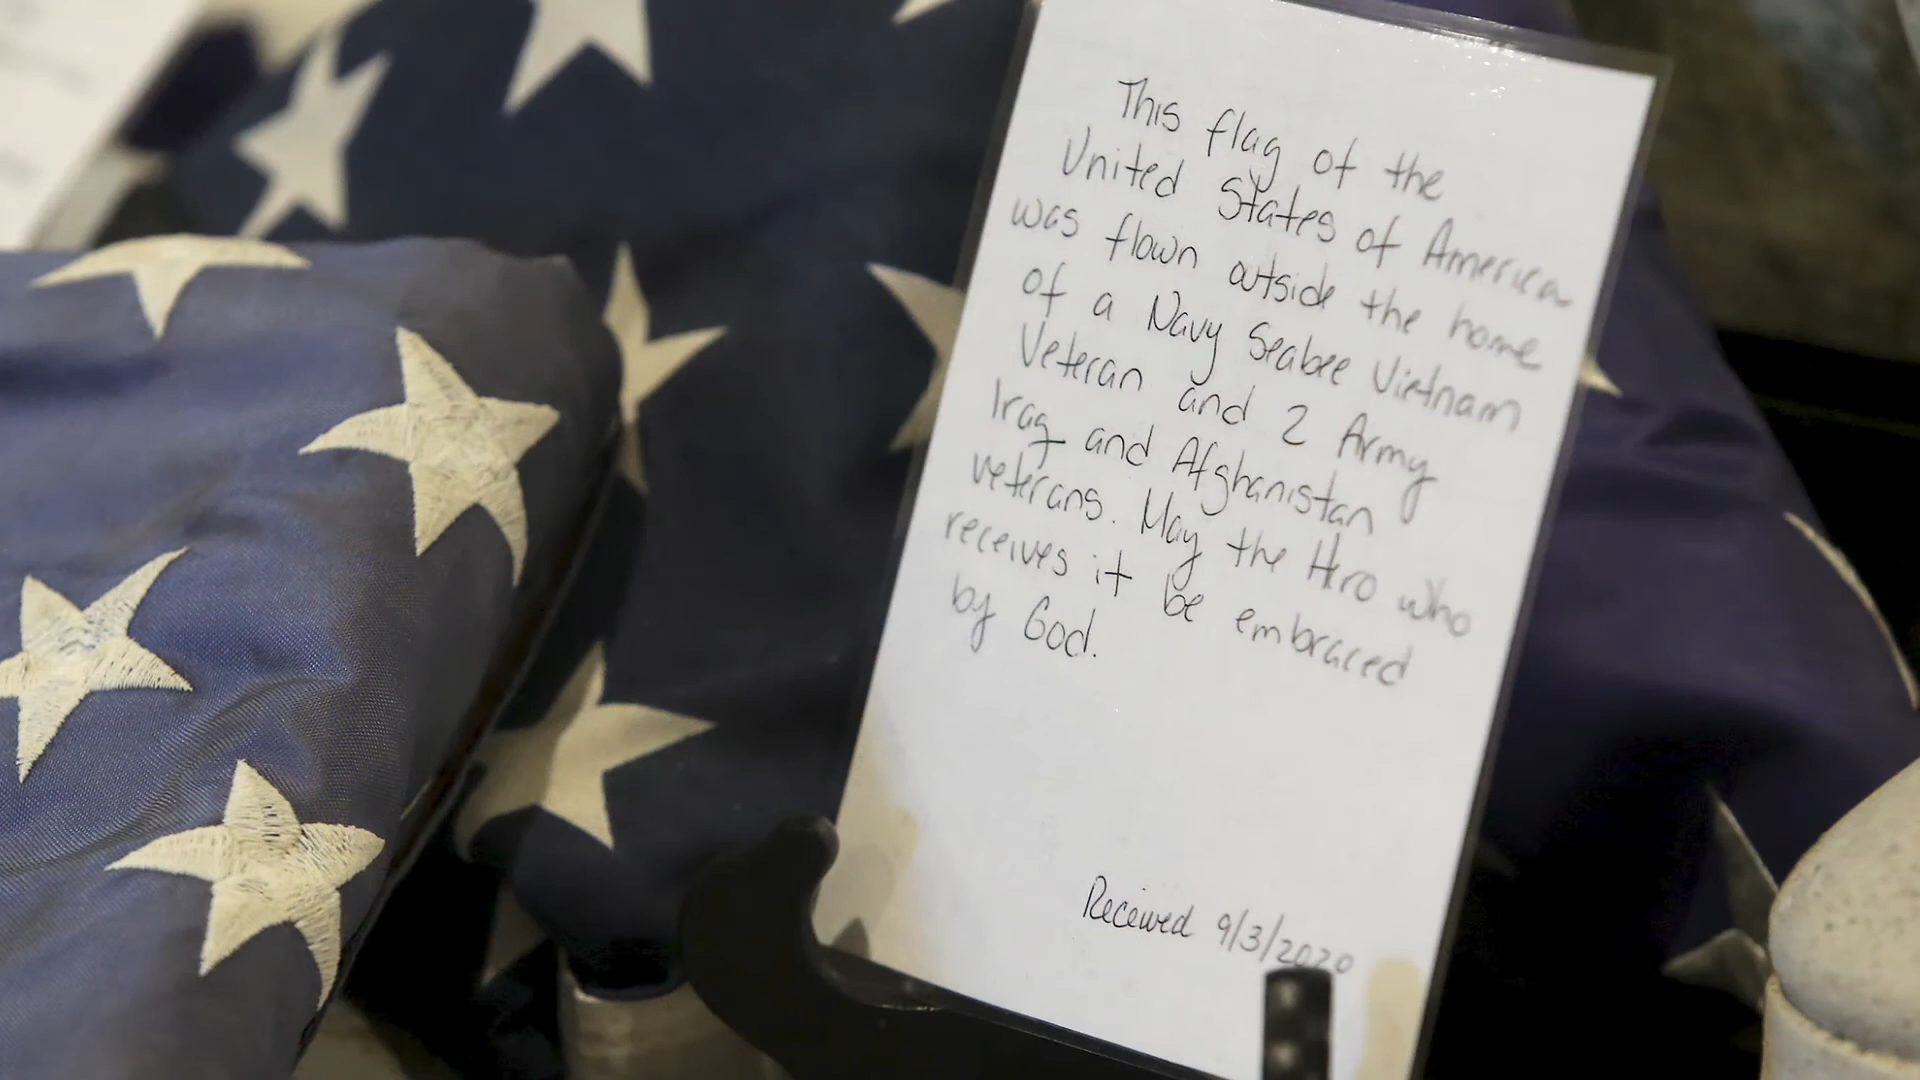 This flag of the
United States of America
was flown outside the home
of a Navy Seabee Vietnam
Veteran and 2 Army
Iraq and Afghanistan
veterans. May the Hero who
receives it be embraced
by God.
Received 9/3/2020